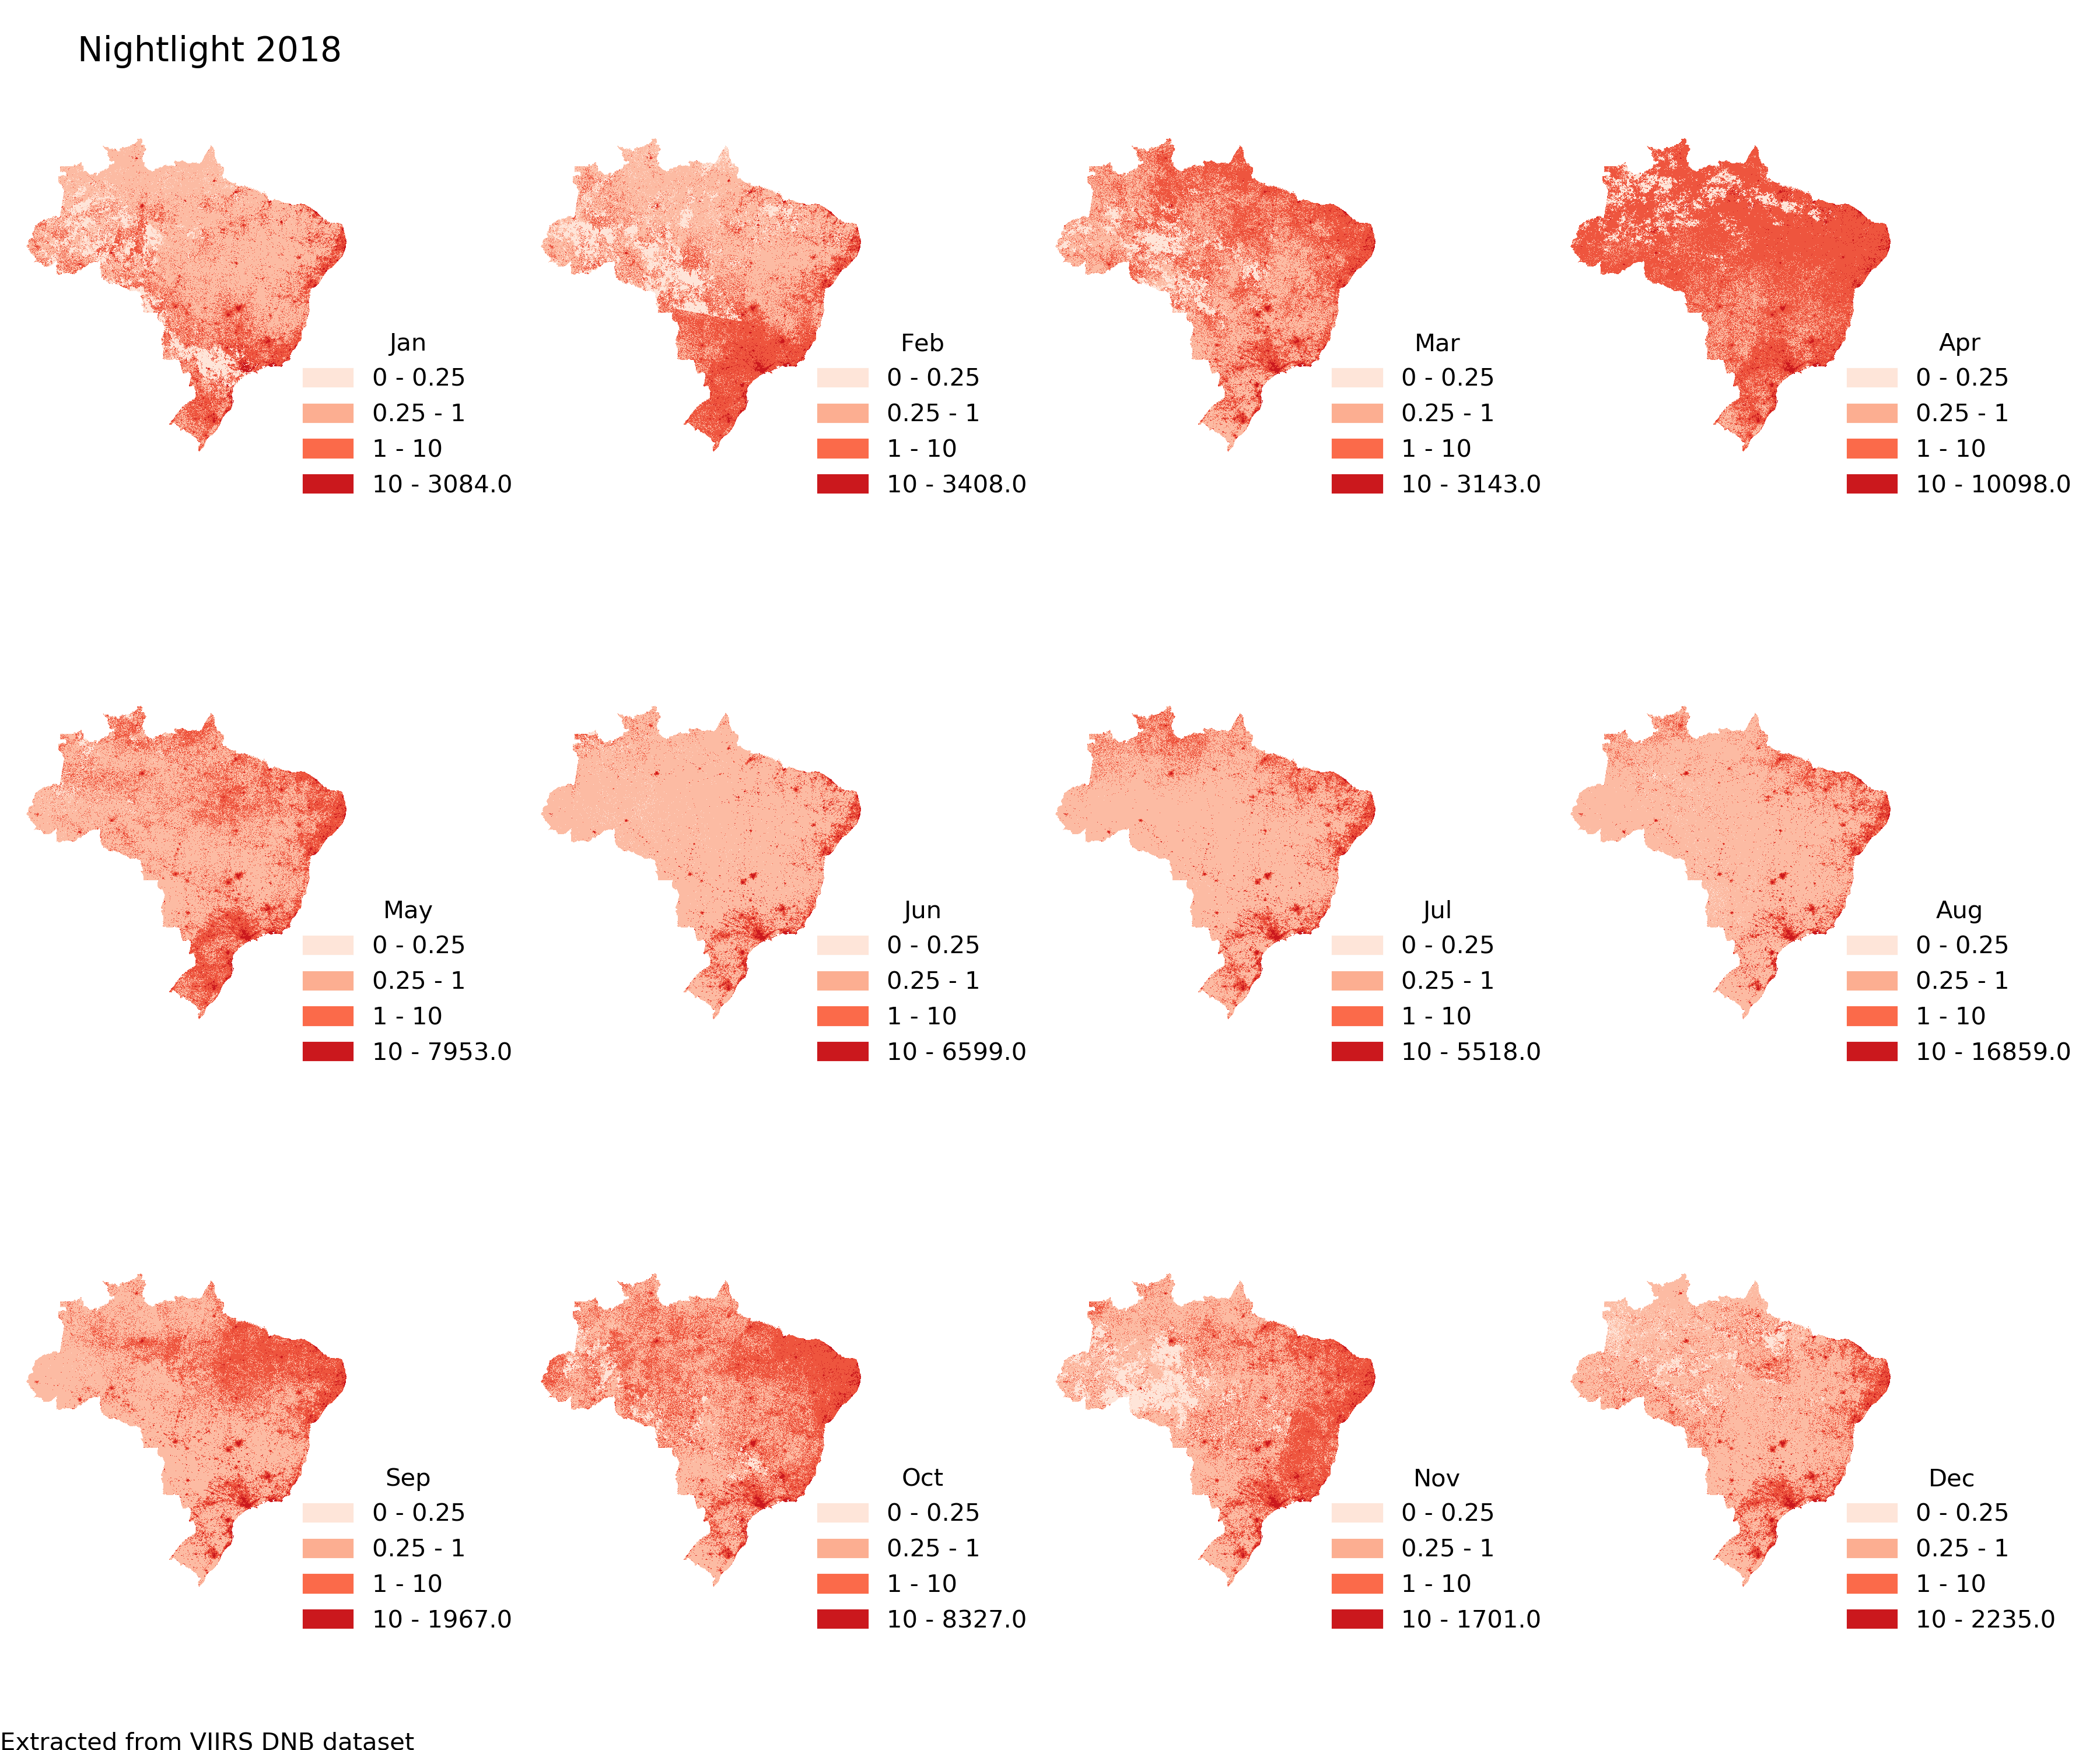 Nightlight 2018
Jan
0 - 0.25
0.25 - 1
1 - 10
10 - 3084.0
Feb
0 - 0.25
0.25 - 1
1 - 10
10 - 3408.0
Mar
0 - 0.25
0.25 - 1
1 - 10
10 - 3143.0
Apr
0 - 0.25
0.25 - 1
1 - 10
10 - 10098.0
May
0 - 0.25
0.25 - 1
1 - 10
10 - 7953.0
Jun
0 - 0.25
0.25 - 1
1 - 10
10 - 6599.0
Jul
0 - 0.25
0.25 - 1
1 - 10
10 - 5518.0
Aug
0 - 0.25
0.25 - 1
1 - 10
10 - 16859.0
Sep
0 - 0.25
0.25 - 1
1 - 10
10 - 1967.0
Oct
0 - 0.25
0.25 - 1
1 - 10
10 - 8327.0
Nov
0 - 0.25
0.25 - 1
1 - 10
10 - 1701.0
Dec
0 - 0.25
0.25 - 1
1 - 10
10 - 2235.0
Extracted from VIIRS DNB dataset